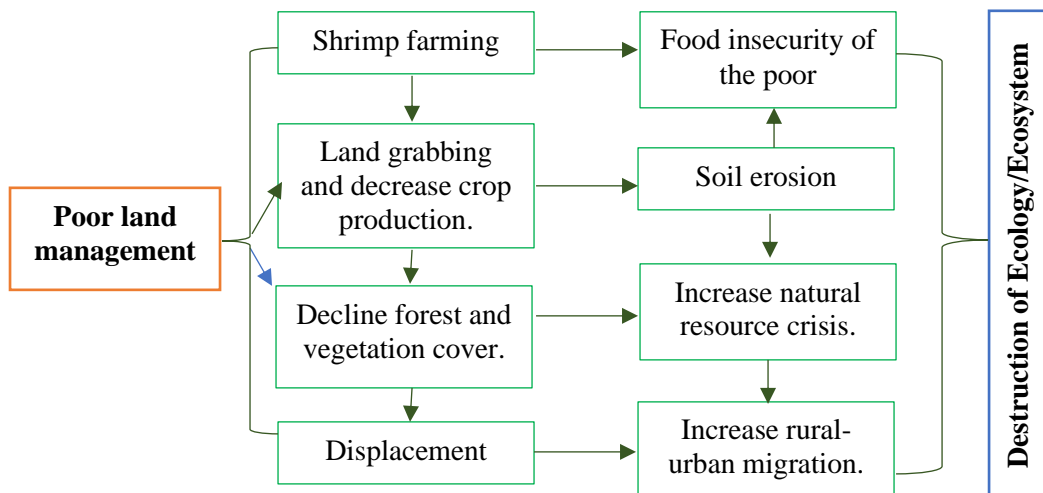 Poor land
management
Shrimp farming
Land grabbing
and decrease crop
production.
Decline forest and
vegetation cover.
Displacement
Food insecurity of
the poor
Soil erosion
Increase natural
resource crisis.
Increase rural-
urban migration.
Destruction of Ecology/Ecosystem